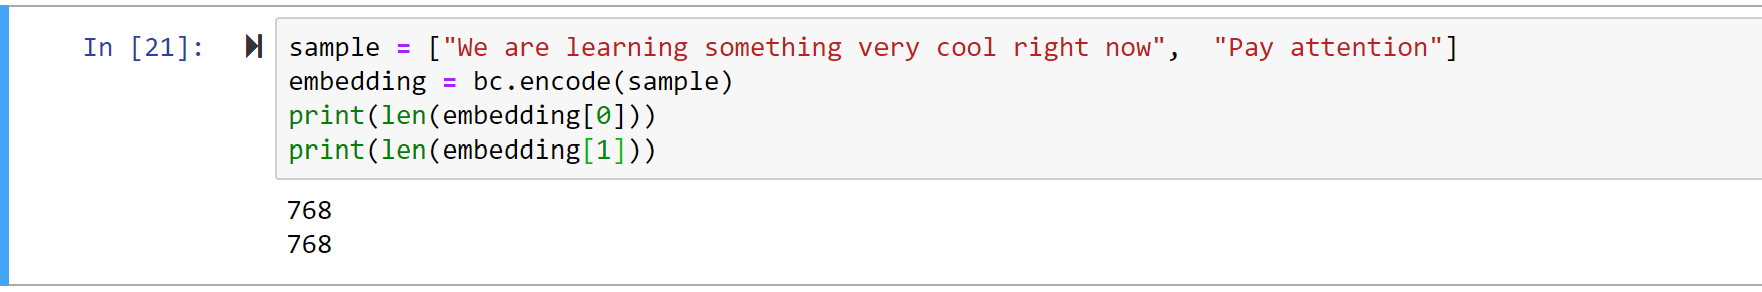 In [21]: sample = ["We are learning something very cool right now",  "Pay attention"]
embedding = bc.encode(sample)
print(len(embedding[0]))
print(len(embedding[1]))
768
768